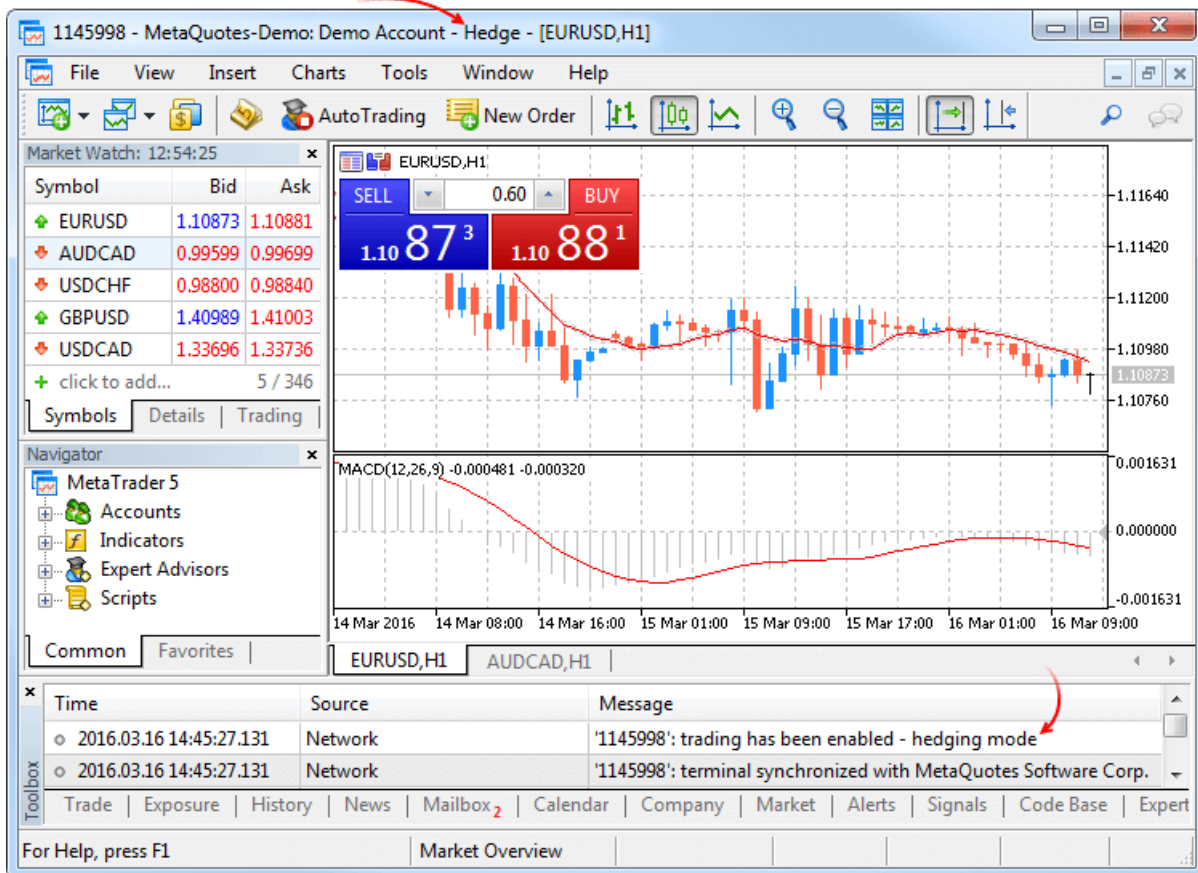 1145998 - MetaQuotes-Demo: Demo Account - Hedge - [EURUSD,H1]
File View Insert Charts Tools Window Help
AutoTrading New Order
Market Watch: 12:54:25
Symbol Bid Ask
EURUSD 1.10873 1.10881
AUDCAD 0.99599 0.99699
USDCHF 0.98800 0.98840
GBPUSD 1.40989 1.41003
USDCAD 1.33696 1.33736
click to add... 5 / 346
Symbols Details Trading
Navigator
MetaTrader 5
Accounts
Indicators
Expert Advisors
Scripts
Common Favorites
EURUSD,H1
SELL 0.60 BUY
1.10 87 3 1.10 88 1
1.11640
1.11420
1.11200
1.10980
1.10873
1.10760
MACD(12,26,9) -0.000481 -0.000320
0.001631
0.000000
-0.001631
14 Mar 2016 14 Mar 08:00 14 Mar 16:00 15 Mar 01:00 15 Mar 09:00 15 Mar 17:00 16 Mar 01:00 16 Mar 09:00
EURUSD,H1 AUDCAD,H1
Toolbox
Time Source Message
2016.03.16 14:45:27.131 Network '1145998': trading has been enabled - hedging mode
2016.03.16 14:45:27.131 Network '1145998': terminal synchronized with MetaQuotes Software Corp.
Trade Exposure History News Mailbox 2 Calendar Company Market Alerts Signals Code Base Expert
For Help, press F1 Market Overview